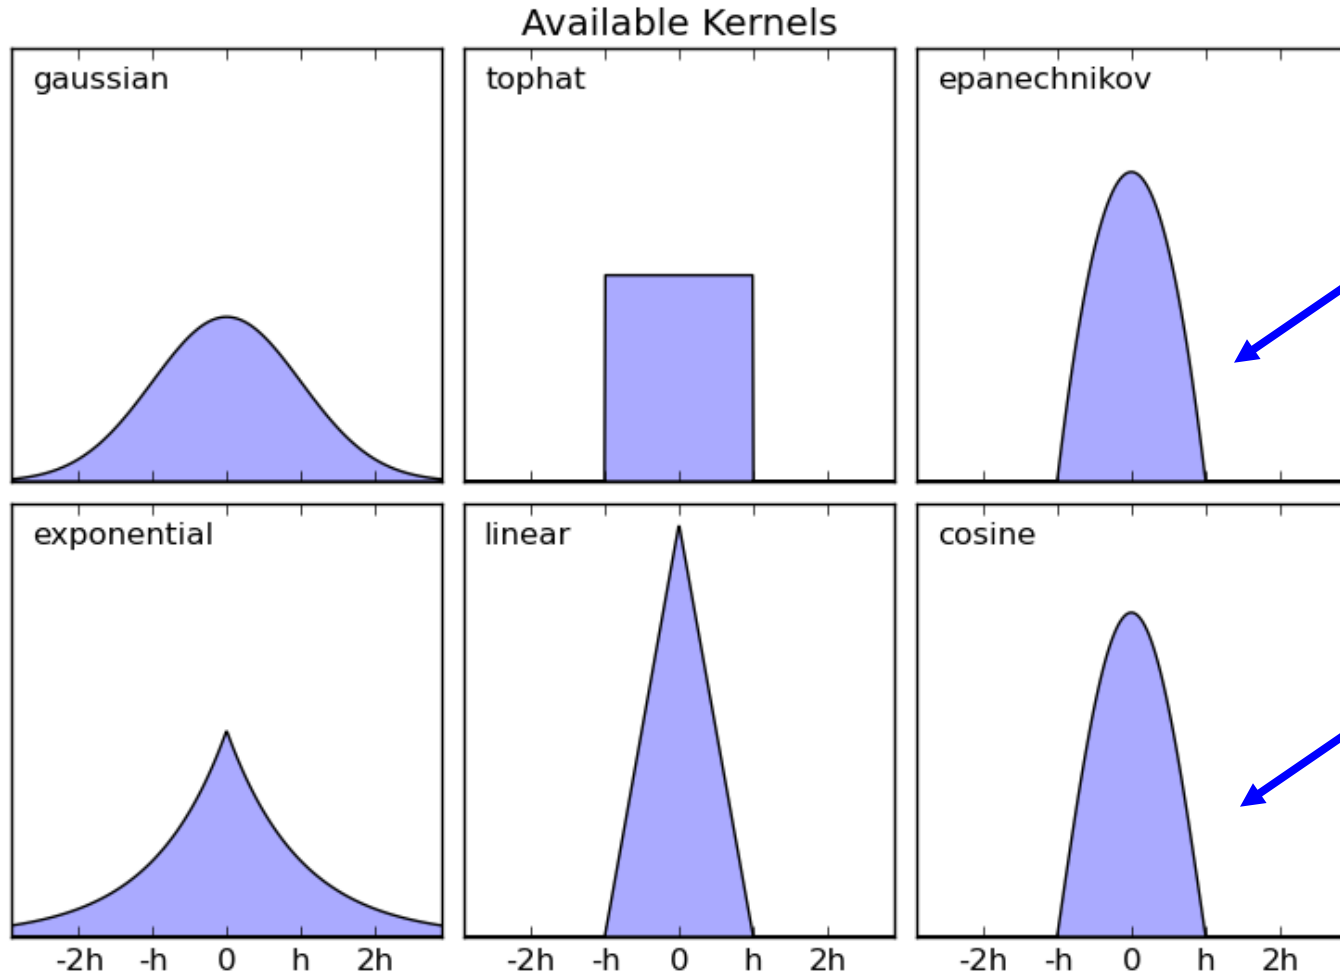 Available Kernels
gaussian
tophat
epanechnikov
exponential
linear
cosine
-2h -h 0 h 2h
-2h -h 0 h 2h
-2h -h 0 h 2h